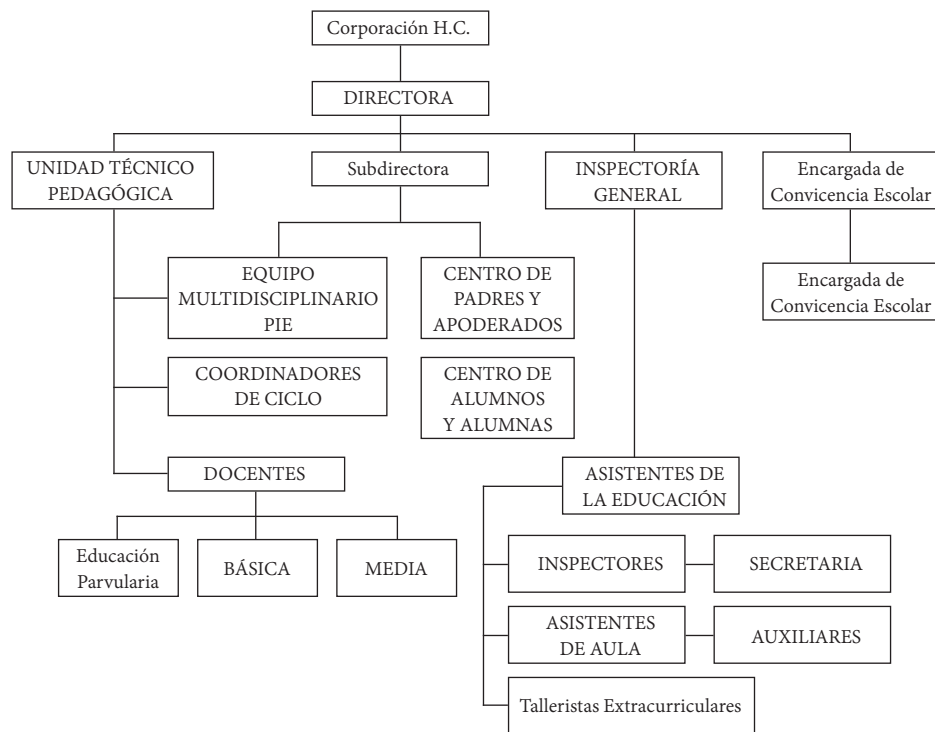 Corporación H.C.
DIRECTORA
UNIDAD TÉCNICO
PEDAGÓGICA
Subdirectora
INSPECTORÍA
GENERAL
Encargada de
Convicencia Escolar
EQUIPO
MULTIDISCIPLINARIO
PIE
CENTRO DE
PADRES Y
APODERADOS
Encargada de
Convicencia Escolar
COORDINADORES
DE CICLO
CENTRO DE
ALUMNOS
Y ALUMNAS
DOCENTES
ASISTENTES DE
LA EDUCACIÓN
Educación
Parvularia
BÁSICA
MEDIA
INSPECTORES
SECRETARIA
ASISTENTES
DE AULA
AUXILIARES
Talleristas Extracurriculares